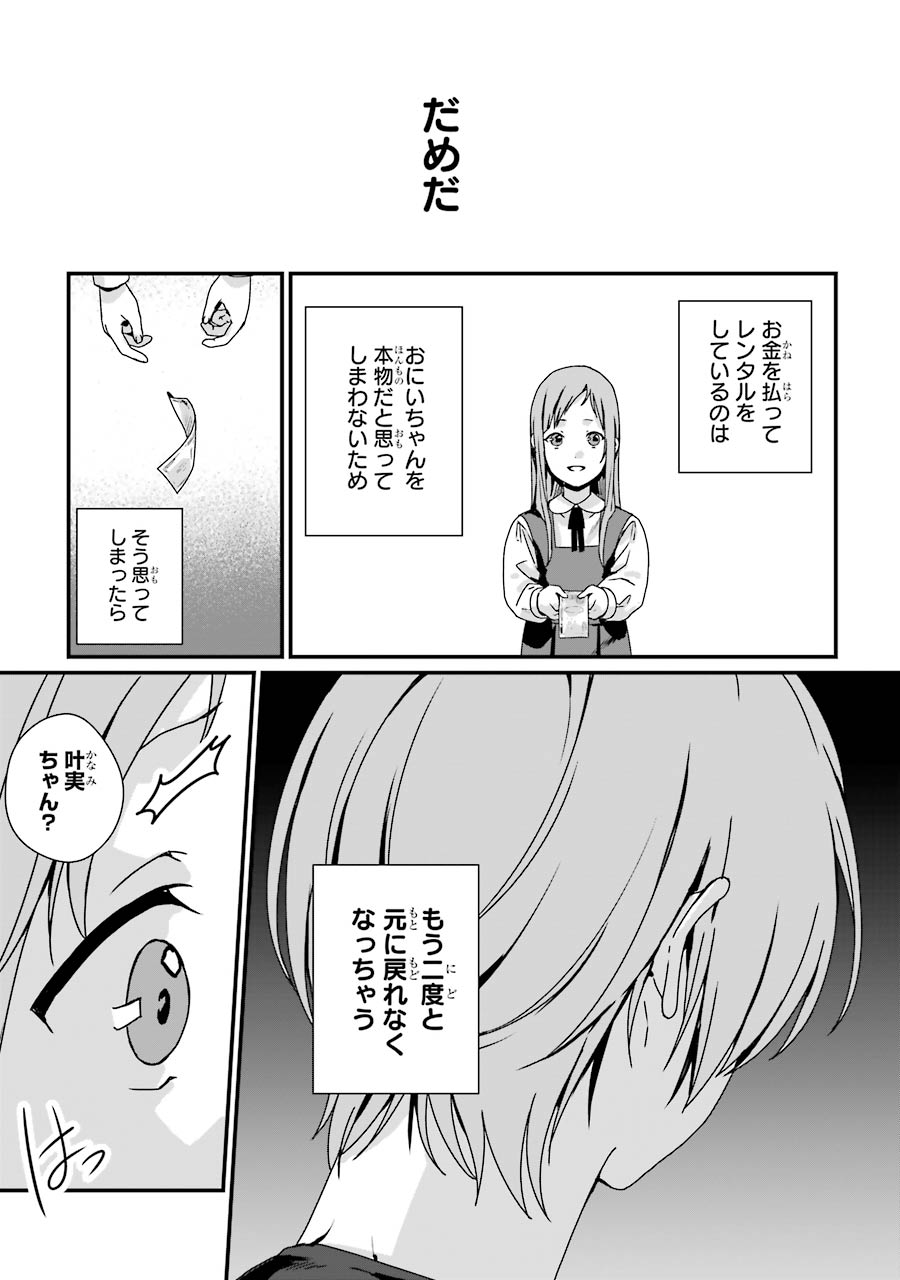 だめだ
お金を払って
レンタルを
しているのは
おにいちゃんを
本物だと思って
しまわないため
そう思って
しまったら
もう二度と
元に戻れなく
なっちゃう
叶実
ちゃん?
はっ